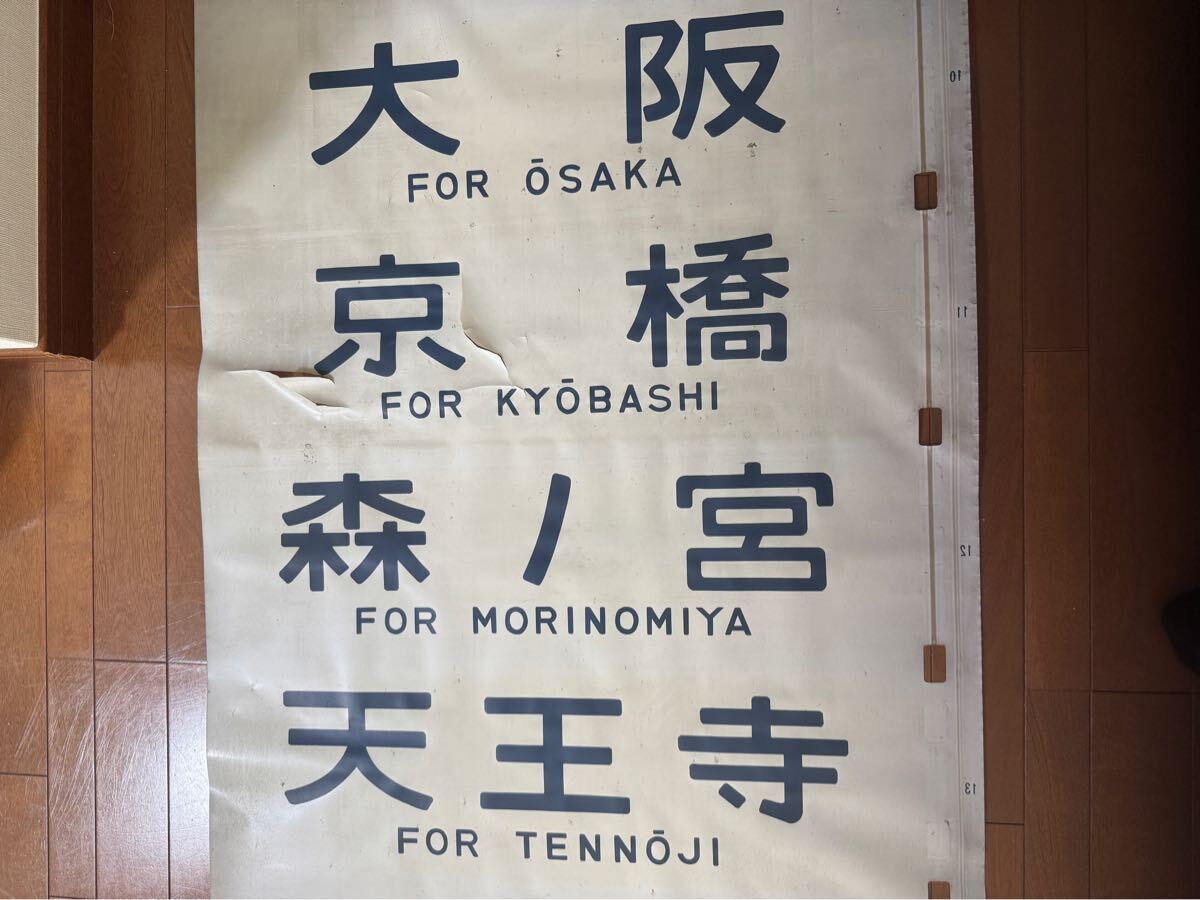 大阪
10
FOR ŌSAKA
京橋
11
FOR KYŌBASHI
森ノ宮
12
FOR MORINOMIYA
天王寺
13
FOR TENNŌJI